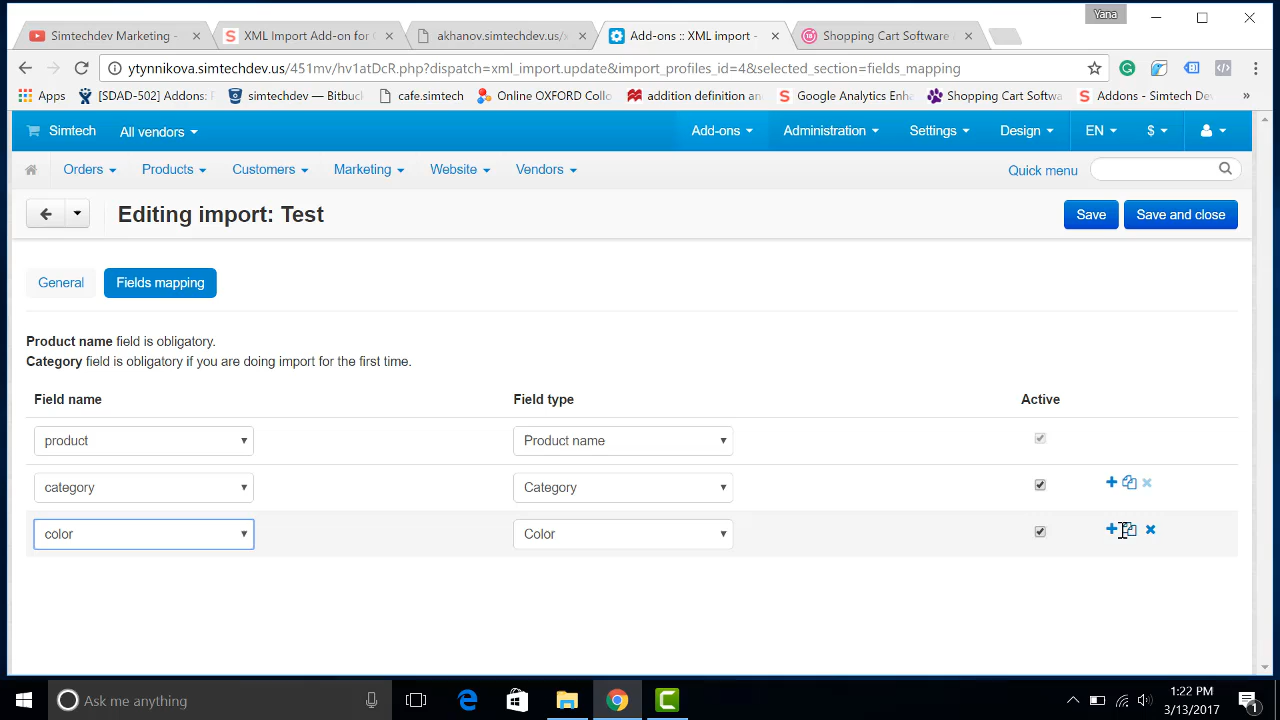 Yana
Simtechdev Marketing -
XML Import Add-on for C
akhanov.simtechdev.us/x
Add-ons :: XML import -
Shopping Cart Software A
ytynnikova.simtechdev.us/451mv/hv1atDcR.php?dispatch=xml_import.update&import_profiles_id=4&selected_section=fields_mapping
Apps [SDAD-502] Addons: F simtechdev — Bitbuc cafe.simtech Online OXFORD Collo addition definition an Google Analytics Enha Shopping Cart Softwa Addons - Simtech De »
Simtech All vendors Add-ons Administration Settings Design EN $
Orders Products Customers Marketing Website Vendors Quick menu
Editing import: Test Save Save and close
General Fields mapping
Product name field is obligatory.
Category field is obligatory if you are doing import for the first time.
Field name Field type Active
product Product name
category Category
color Color
Ask me anything
1:22 PM
3/13/2017
1